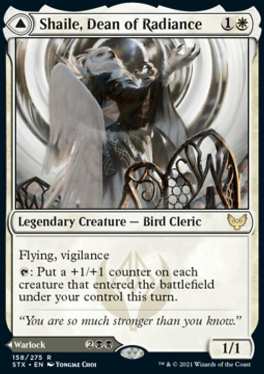 Shaile, Dean of Radiance 1
Legendary Creature — Bird Cleric
Flying, vigilance
: Put a +1/+1 counter on each
creature that entered the battlefield
under your control this turn.
“You are so much stronger than you know.”
Warlock 2
1/1
158/275 R
STX • EN YONGJAE CHOI
™ & © 2021 Wizards of the Coast